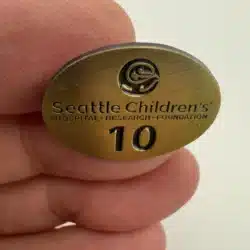 Seattle Children's®
HOSPITAL • RESEARCH • FOUNDATION
10